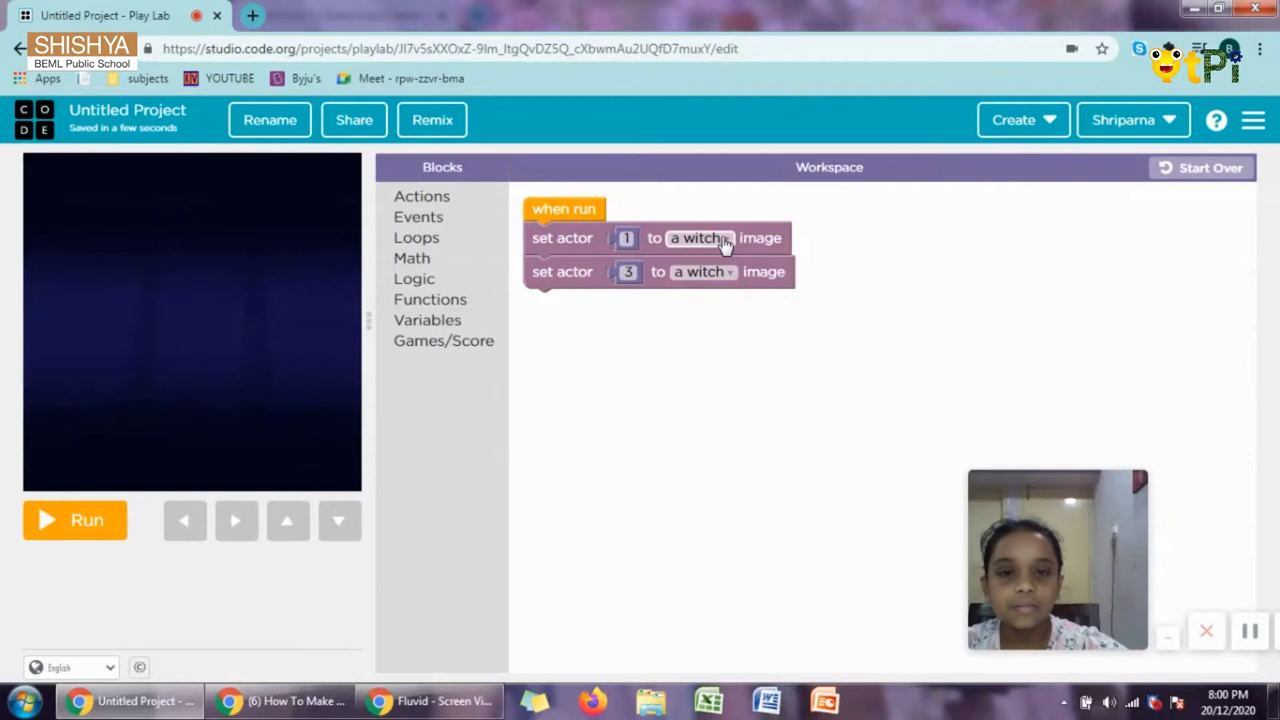 Untitled Project - Play Lab
SHISHYA
BEML Public School
https://studio.code.org/projects/playlab/
/edit
Apps subjects YOUTUBE Byju's Meet - rpw-zzvr-bma
tPi
C O D E
Untitled Project
Saved in a few seconds
Rename Share Remix Create Shriparna ?
Blocks Workspace Start Over
Actions
Events
Loops
Math
Logic
Functions
Variables
Games/Score
when run
set actor 1 to a witch image
set actor 3 to a witch image
Run
English ©
Untitled Project - ... (6) How To Make ... Fluvid - Screen Vi...
8:00 PM
20/12/2020